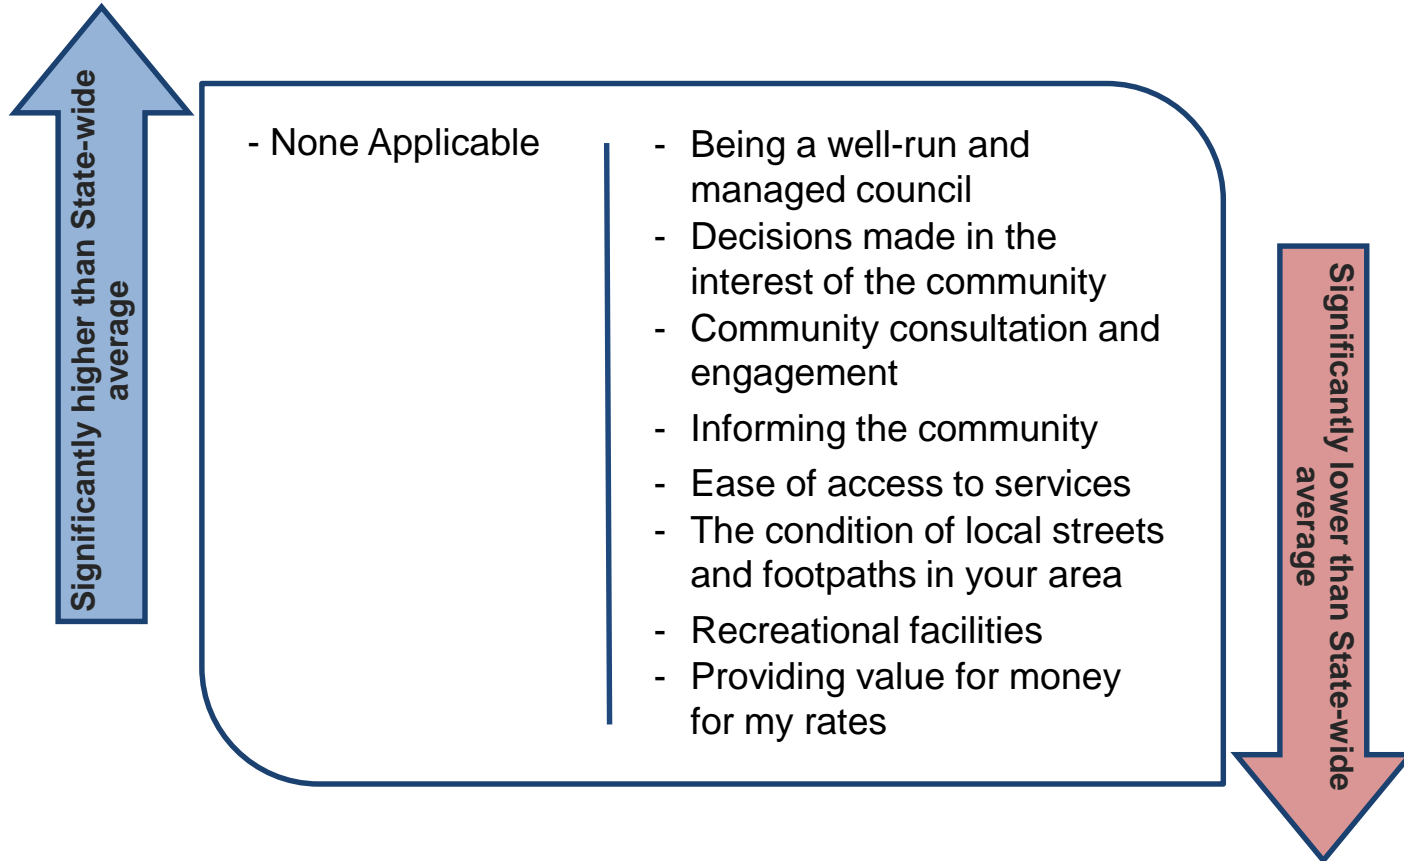 Significantly higher than State-wide
average
- None Applicable
- Being a well-run and
managed council
- Decisions made in the
interest of the community
- Community consultation and
engagement
- Informing the community
- Ease of access to services
- The condition of local streets
and footpaths in your area
- Recreational facilities
- Providing value for money
for my rates
Significantly lower than State-wide
average